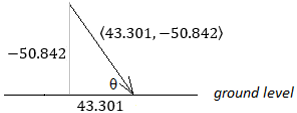 ⟨43.301, −50.842⟩
−50.842
θ
ground level
43.301